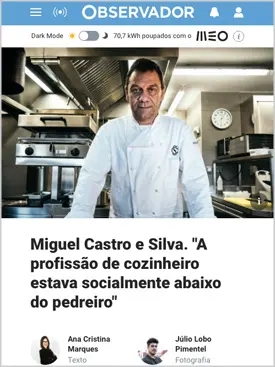 OBSERVADOR
Dark Mode 70,7 kWh poupados com o MEO i
Miguel Castro e Silva. "A
profissão de cozinheiro
estava socialmente abaixo
do pedreiro"
Ana Cristina
Marques
Texto
Júlio Lobo
Pimentel
Fotografia